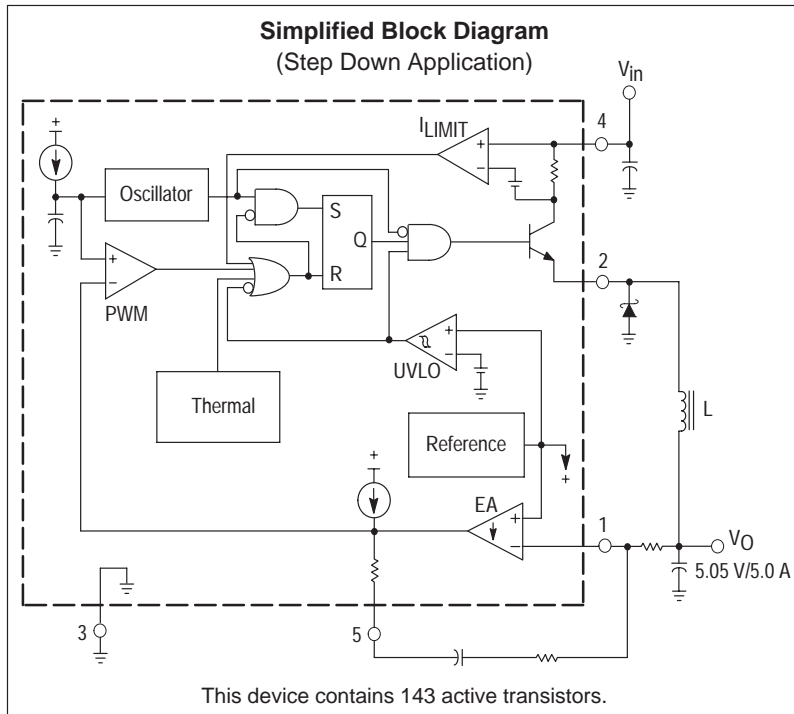 Simplified Block Diagram
(Step Down Application)
Vin
4
ILIMIT
+
–
+
Oscillator
S
Q
R
+
–
PWM
2
+
–
UVLO
Thermal
L
Reference
+
+
EA
+
–
1
VO
5.05 V/5.0 A
3
5
This device contains 143 active transistors.